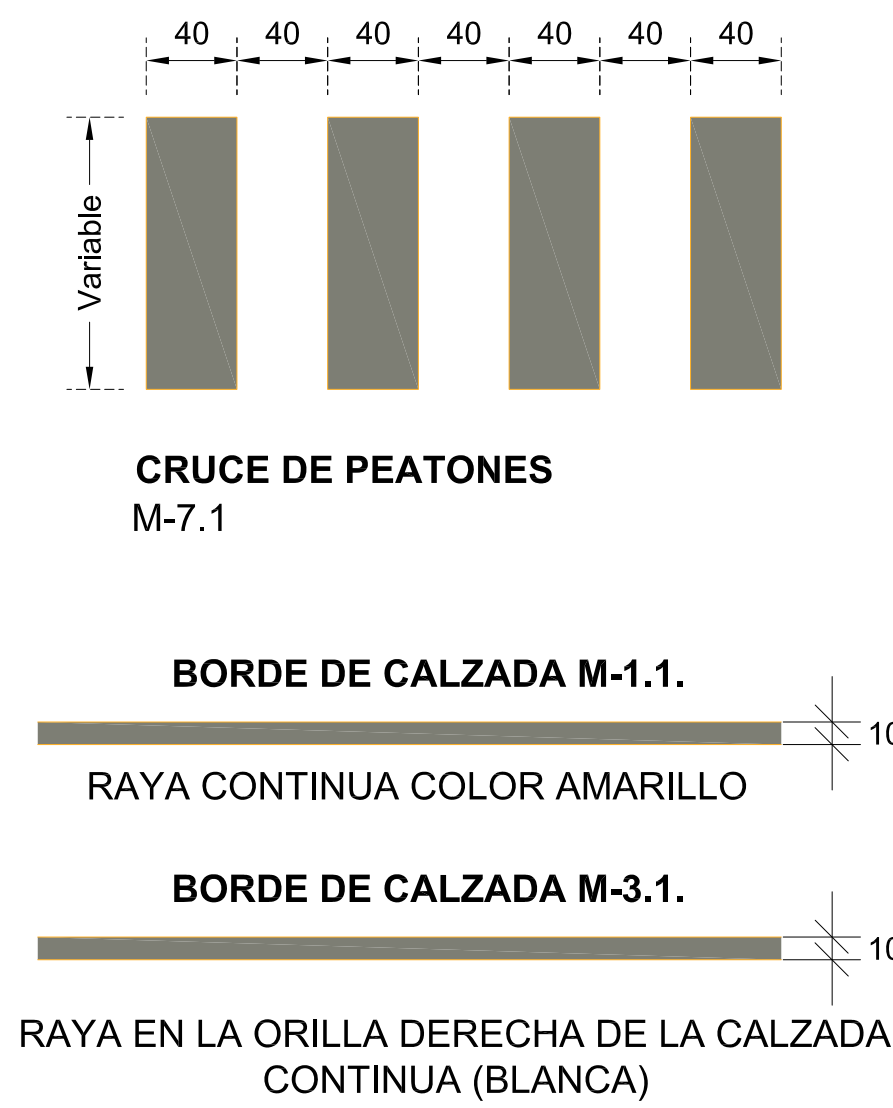 40 40 40 40 40 40 40
Variable
CRUCE DE PEATONES
M-7.1
BORDE DE CALZADA M-1.1.
10
RAYA CONTINUA COLOR AMARILLO
BORDE DE CALZADA M-3.1.
10
RAYA EN LA ORILLA DERECHA DE LA CALZADA
CONTINUA (BLANCA)